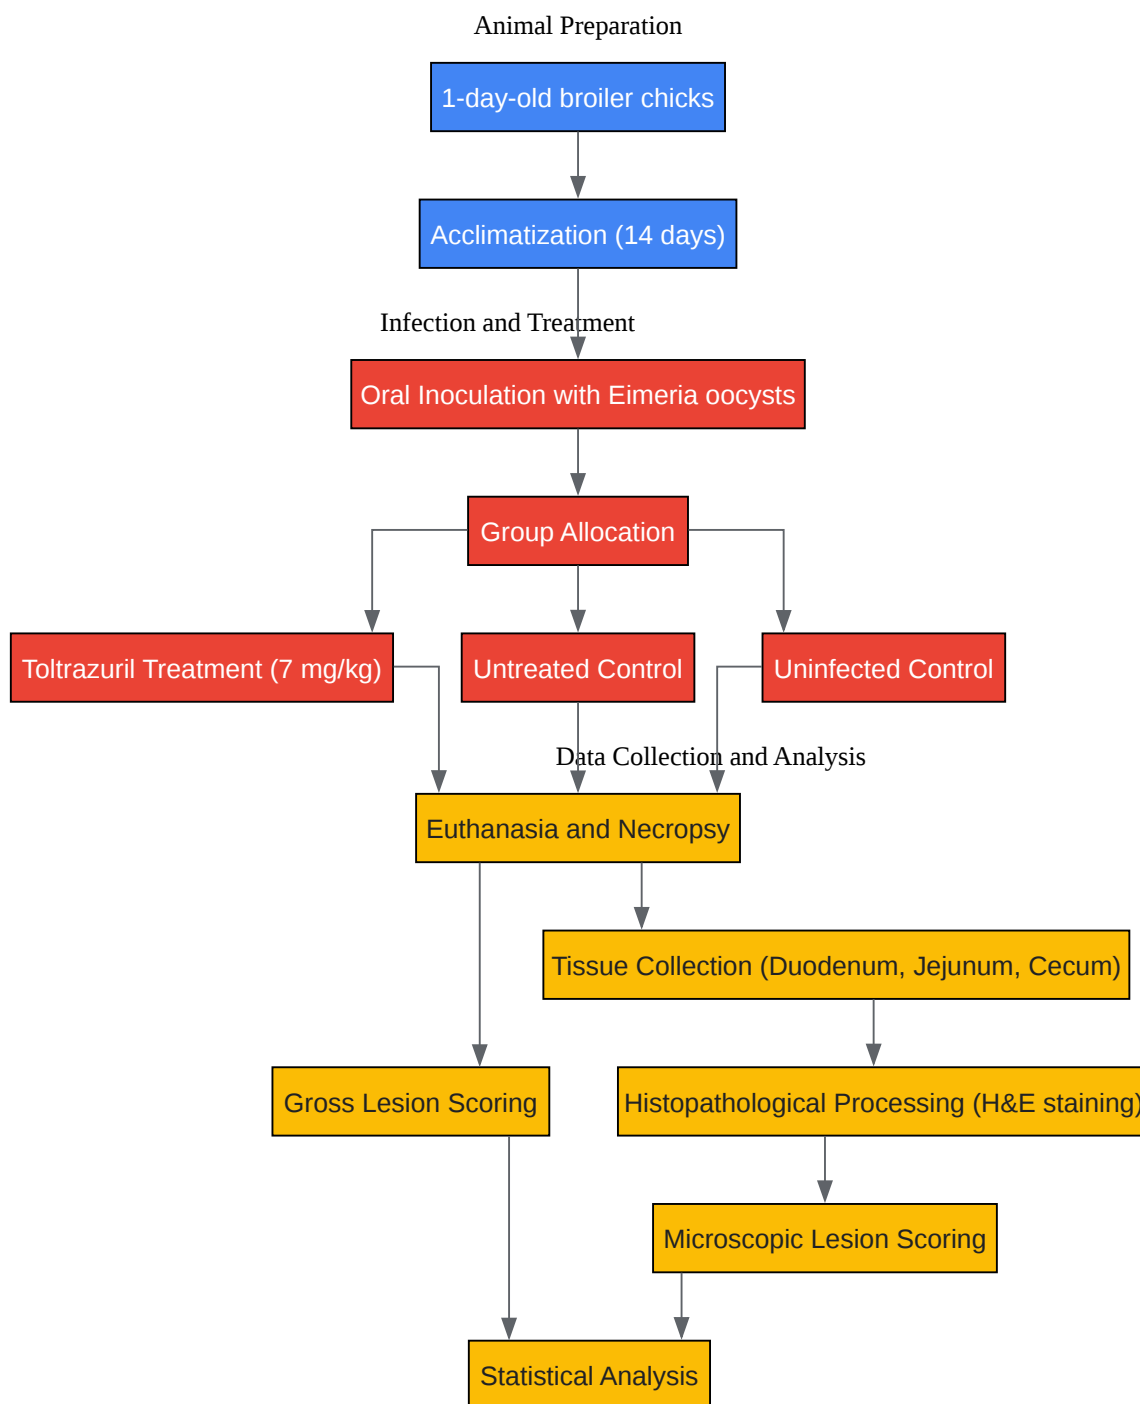 Animal Preparation
1-day-old broiler chicks
Acclimatization (14 days)
Infection and Treatment
Oral Inoculation with Eimeria oocysts
Group Allocation
Toltrazuril Treatment (7 mg/kg)
Untreated Control
Uninfected Control
Data Collection and Analysis
Euthanasia and Necropsy
Tissue Collection (Duodenum, Jejunum, Cecum)
Gross Lesion Scoring
Histopathological Processing (H&E staining)
Microscopic Lesion Scoring
Statistical Analysis